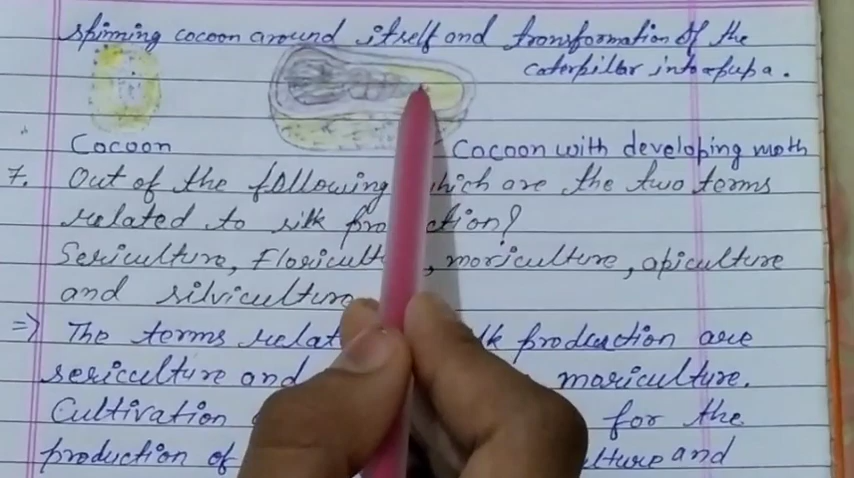 spinning cocoon around itself and transformation of the
caterpillar into a pupa.
Cocoon
Cocoon with developing moth
7. Out of the following which are the two terms
related to silk production?
Sericulture, Floricult , moriculture, apiculture
and silviculture
=> The terms relat lk production are
sericulture and mariculture.
Cultivation for the
production of lture and